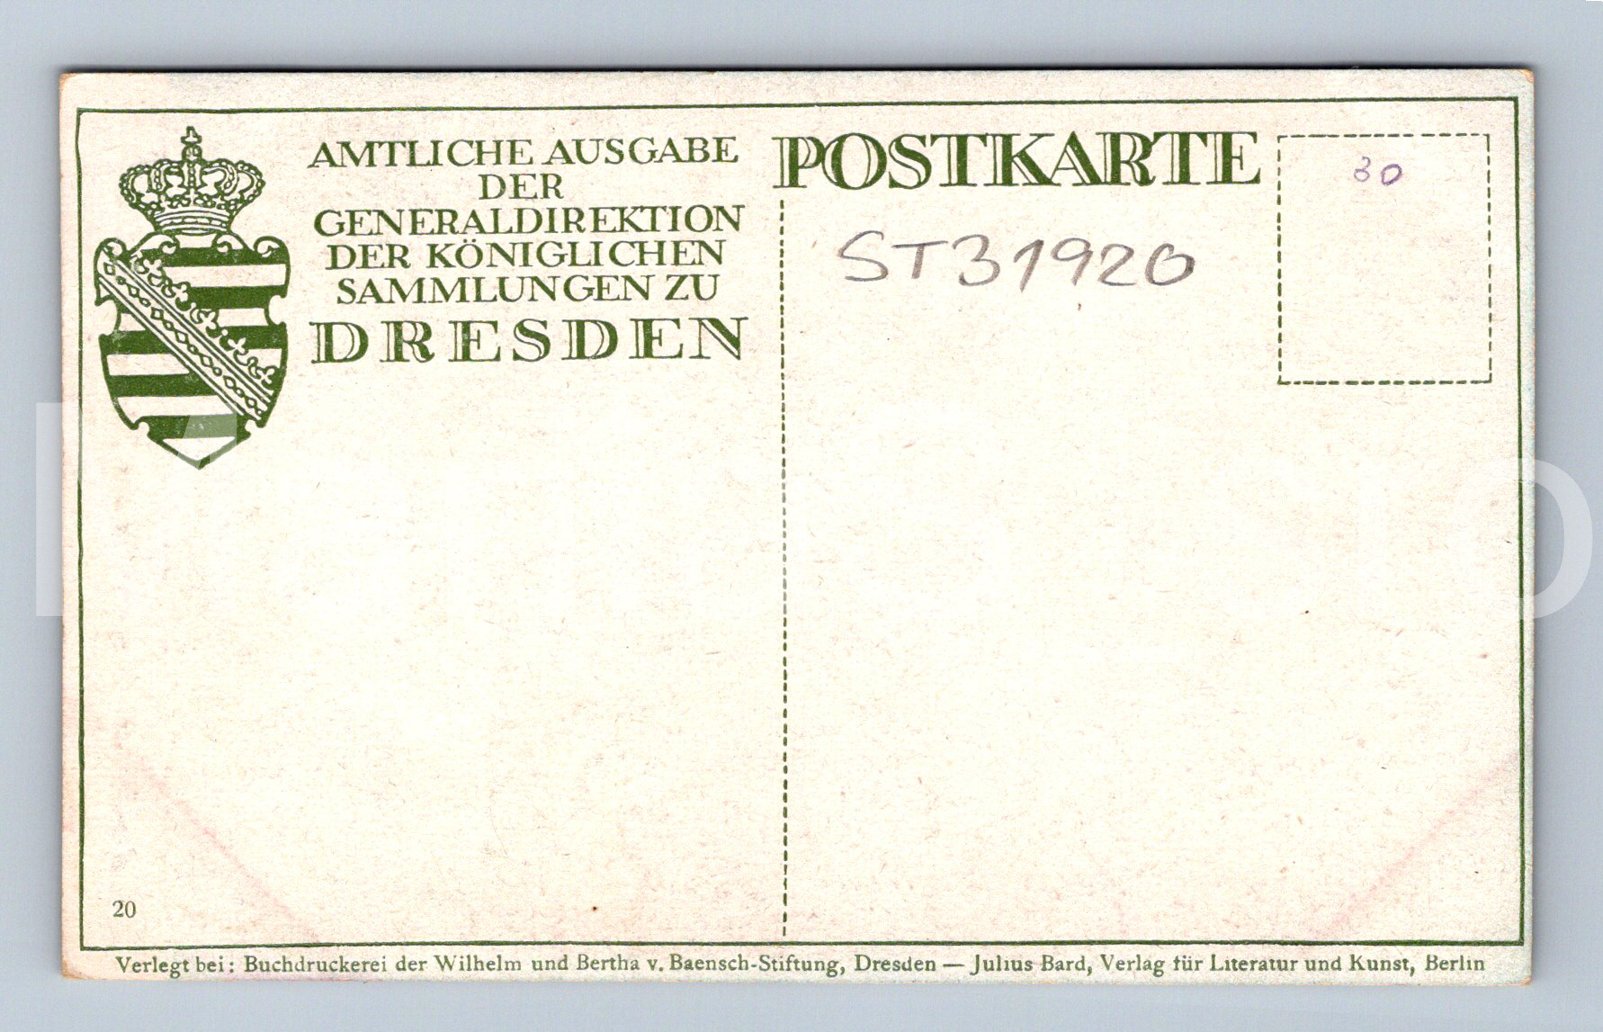 AMTLICHE AUSGABE
DER
GENERALDIREKTION
DER KÖNIGLICHEN
SAMMLUNGEN ZU
DRESDEN
POSTKARTE
30
ST31920
20
Verlegt bei: Buchdruckerei der Wilhelm und Bertha v. Baensch-Stiftung, Dresden — Julius Bard, Verlag für Literatur und Kunst, Berlin